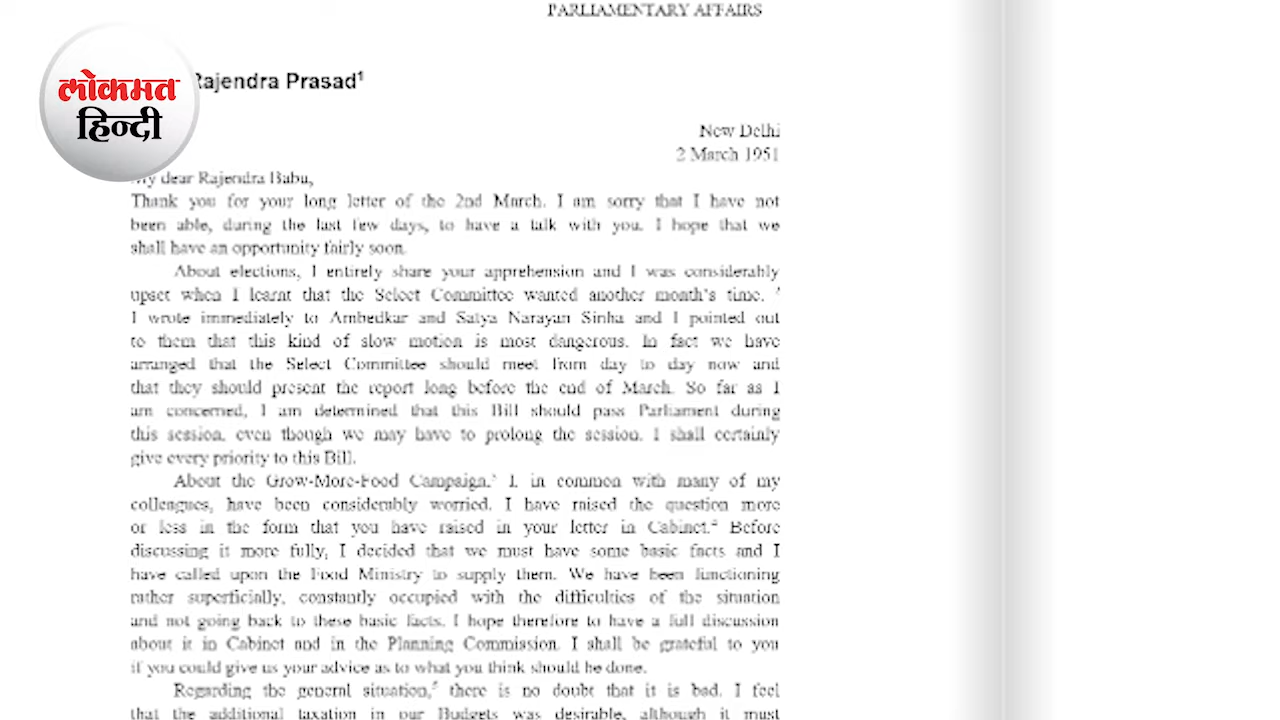 PARLIAMENTARY AFFAIRS
लोकमत
हिन्दी
Rajendra Prasad¹
New Delhi
2 March 1951
My dear Rajendra Babu,
Thank you for your long letter of the 2nd March. I am sorry that I have not
been able, during the last few days, to have a talk with you. I hope that we
shall have an opportunity fairly soon.
About elections, I entirely share your apprehension and I was considerably
upset when I learnt that the Select Committee wanted another month's time.
I wrote immediately to Ambedkar and Satya Narayan Sinha and I pointed out
to them that this kind of slow motion is most dangerous. In fact we have
arranged that the Select Committee should meet from day to day now and
that they should present the report long before the end of March. So far as I
am concerned, I am determined that this Bill should pass Parliament during
this session, even though we may have to prolong the session. I shall certainly
give every priority to this Bill.
About the Grow-More-Food Campaign, I, in common with many of my
colleagues, have been considerably worried. I have raised the question more
or less in the form that you have raised in your letter in Cabinet. Before
discussing it more fully, I decided that we must have some basic facts and I
have called upon the Food Ministry to supply them. We have been functioning
rather superficially, constantly occupied with the difficulties of the situation
and not going back to these basic facts. I hope therefore to have a full discussion
about it in Cabinet and in the Planning Commission. I shall be grateful to you
if you could give us your advice as to what you think should be done.
Regarding the general situation, there is no doubt that it is bad. I feel
that the additional taxation in our Budgets was desirable, although it must